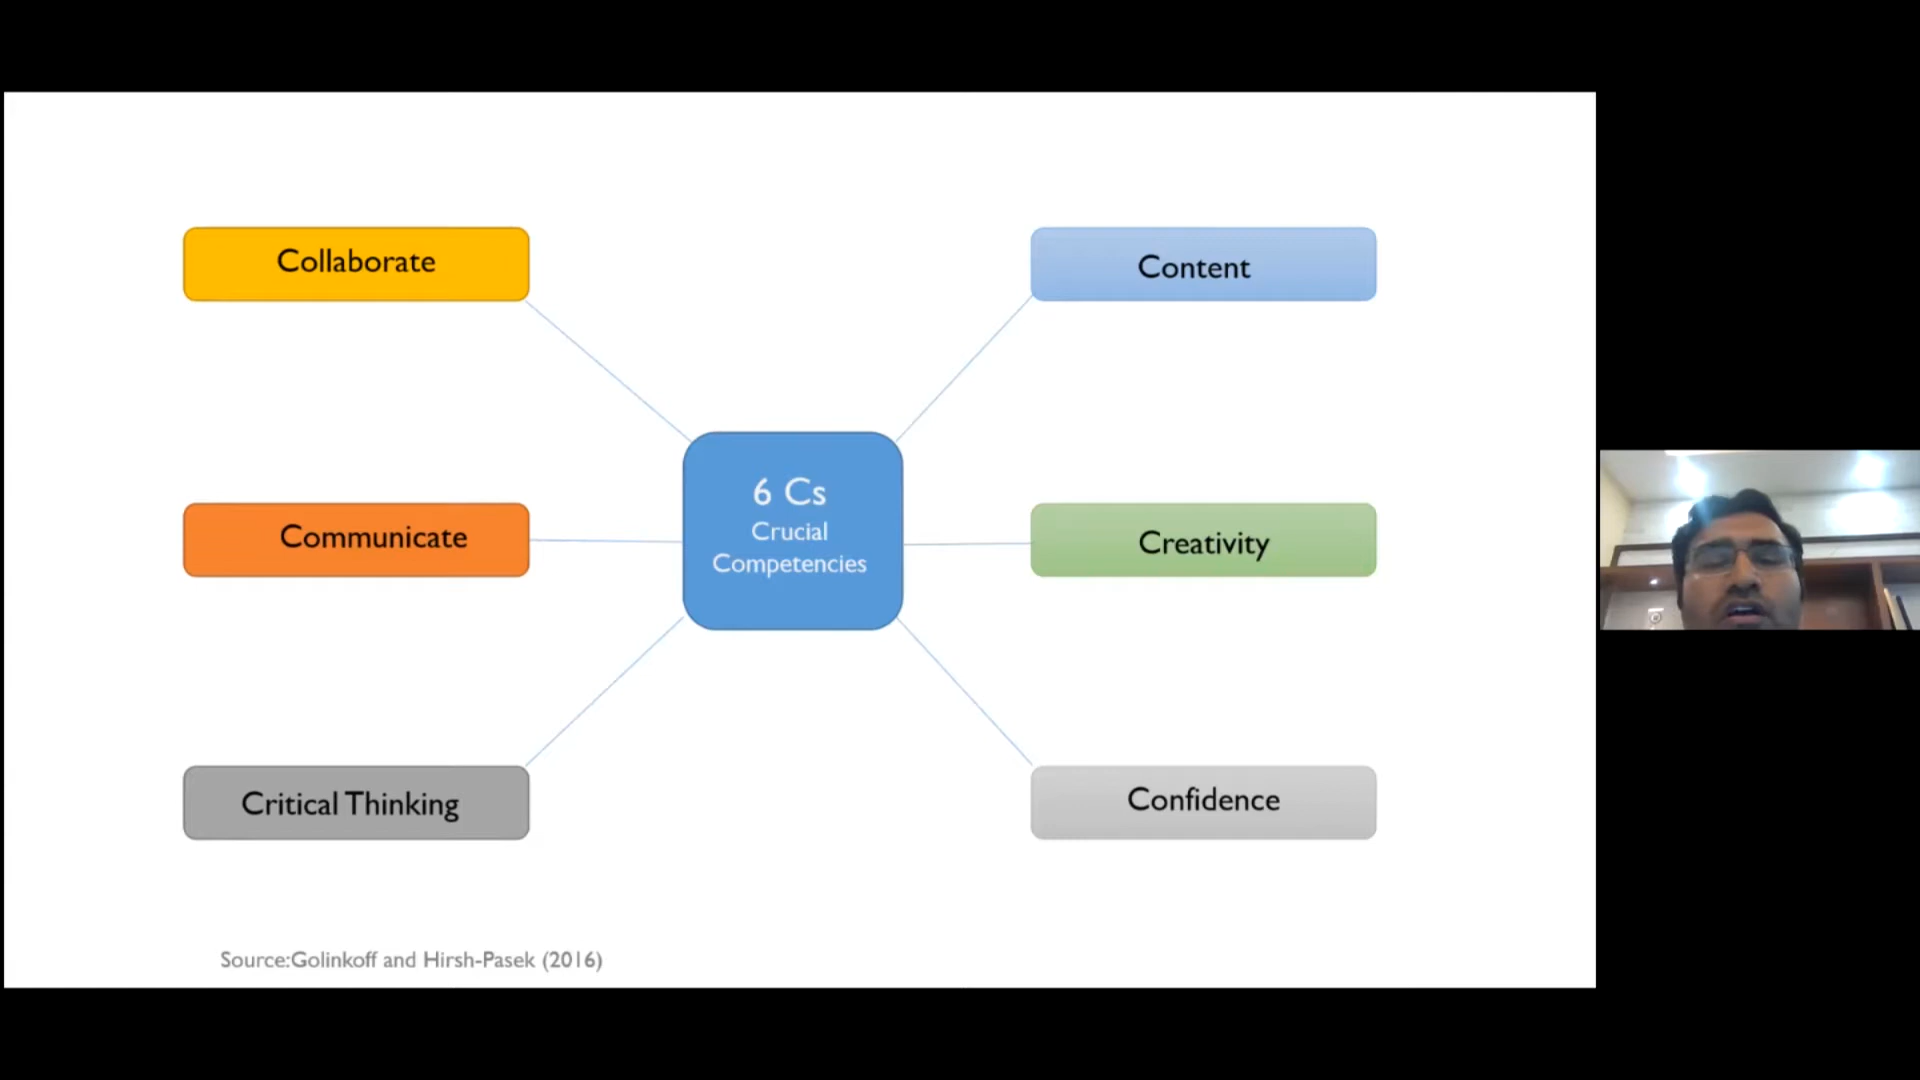 Collaborate
Content
6 Cs
Crucial
Competencies
Communicate
Creativity
Critical Thinking
Confidence
Source:Golinkoff and Hirsh-Pasek (2016)